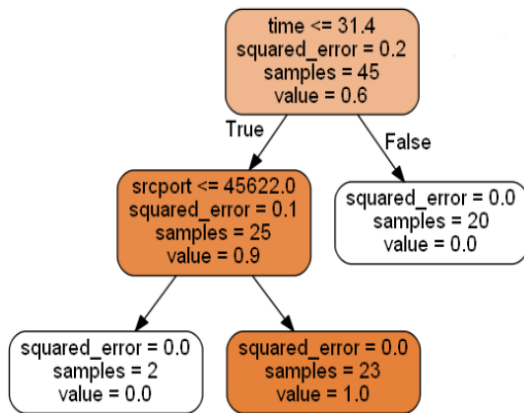 time <= 31.4
squared_error = 0.2
samples = 45
value = 0.6
True
False
srcport <= 45622.0
squared_error = 0.1
samples = 25
value = 0.9
squared_error = 0.0
samples = 20
value = 0.0
squared_error = 0.0
samples = 2
value = 0.0
squared_error = 0.0
samples = 23
value = 1.0